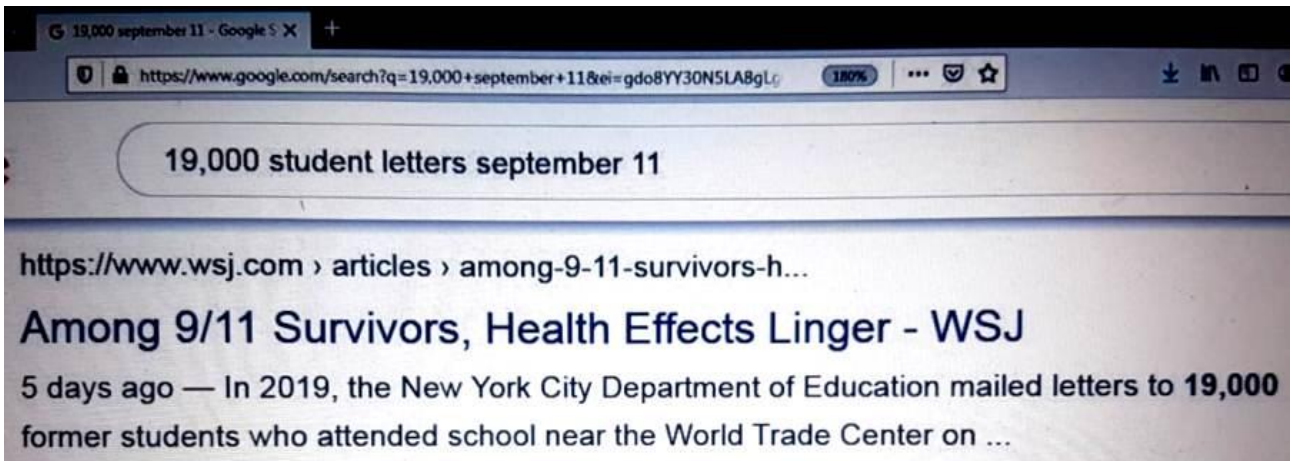 G 19,000 september 11 - Google S X +
https://www.google.com/search?q=19,000+september+11&ei=gdo8YY30N5LA8gLc 180% ...
19,000 student letters september 11
https://www.wsj.com › articles › among-9-11-survivors-h...
Among 9/11 Survivors, Health Effects Linger - WSJ
5 days ago — In 2019, the New York City Department of Education mailed letters to 19,000
former students who attended school near the World Trade Center on ...